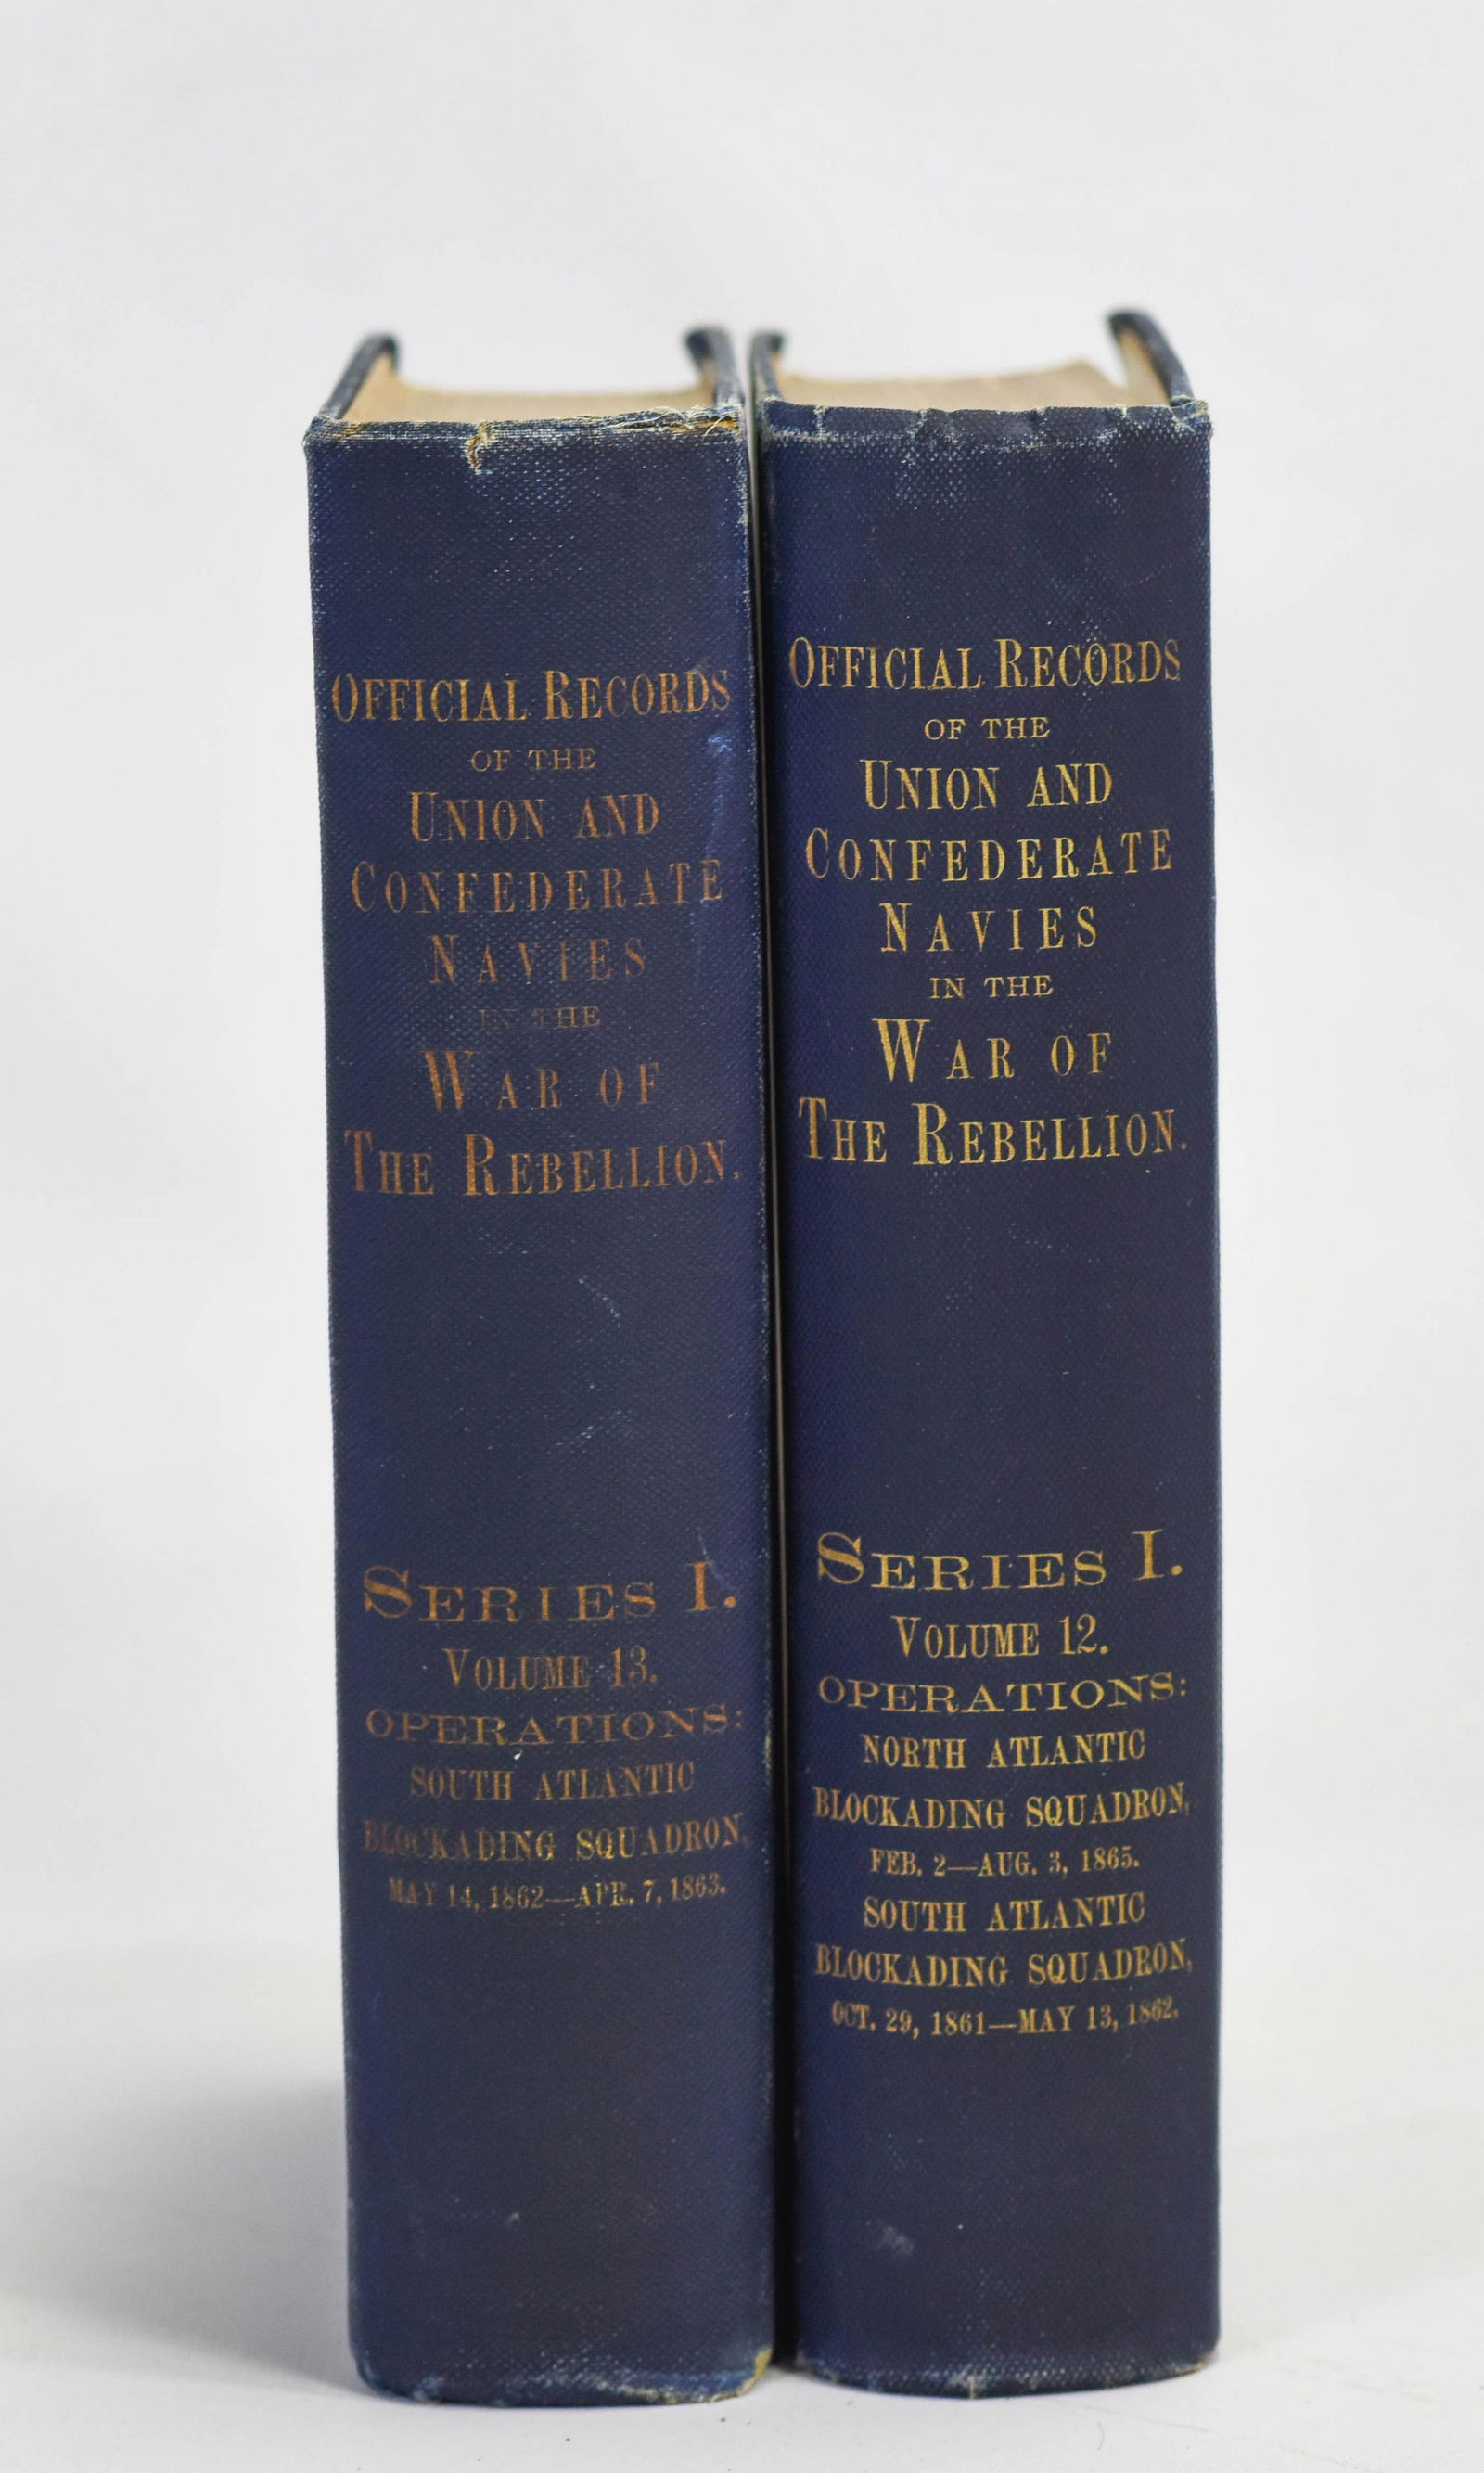 OFFICIAL RECORDS
OF THE
UNION AND
CONFEDERATE
NAVIES
IN THE
WAR OF
THE REBELLION.
SERIES I.
VOLUME 13.
OPERATIONS:
SOUTH ATLANTIC
BLOCKADING SQUADRON,
MAY 14, 1862—APR. 7, 1863.
OFFICIAL RECORDS
OF THE
UNION AND
CONFEDERATE
NAVIES
IN THE
WAR OF
THE REBELLION.
SERIES I.
VOLUME 12.
OPERATIONS:
NORTH ATLANTIC
BLOCKADING SQUADRON,
FEB. 2—AUG. 3, 1865.
SOUTH ATLANTIC
BLOCKADING SQUADRON,
OCT. 29, 1861—MAY 13, 1862.